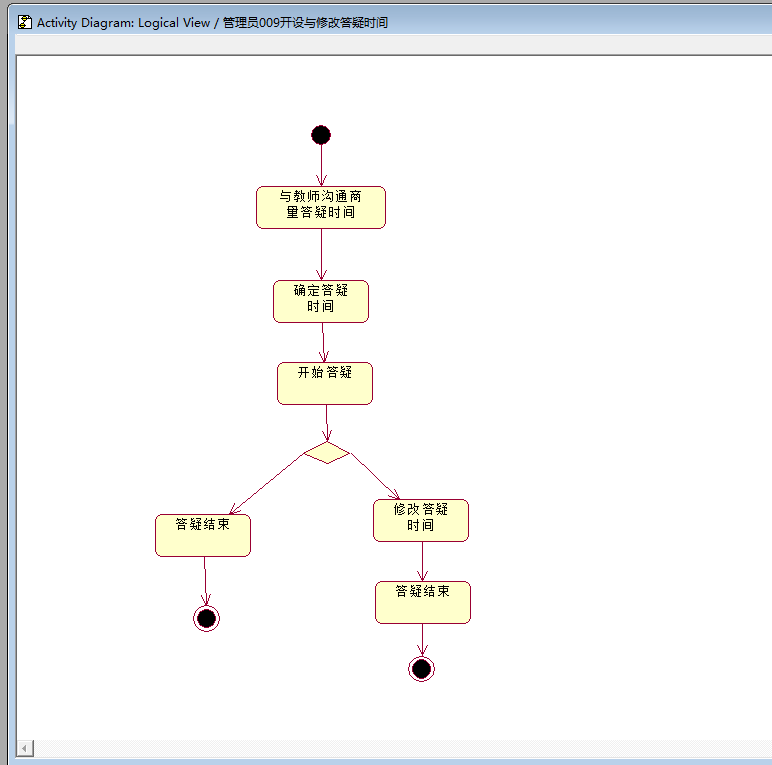 Activity Diagram: Logical View / 管理员009开设与修改答疑时间
与教师沟通商
量答疑时间
确定答疑
时间
开始答疑
答疑结束
修改答疑
时间
答疑结束